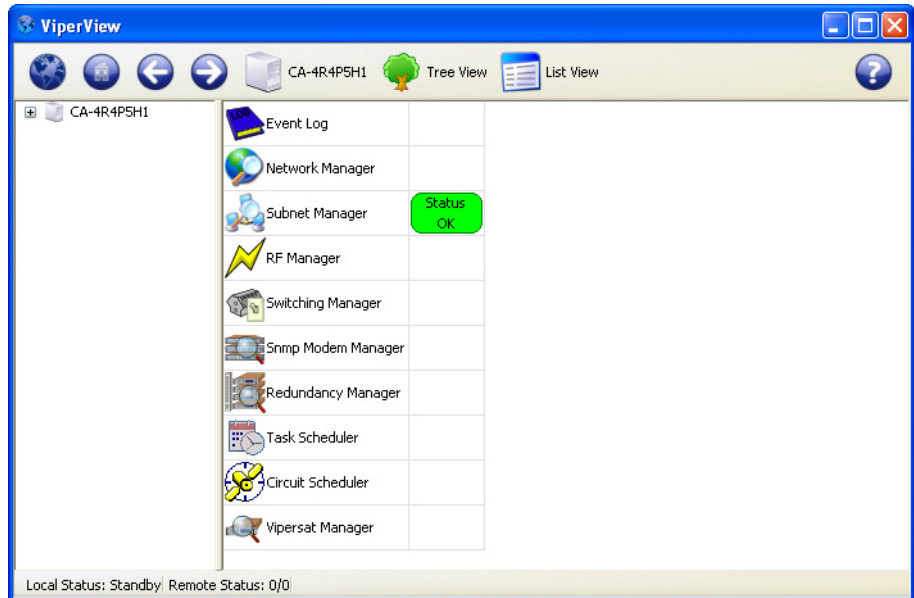 ViperView
CA-4R4P5H1 Tree View List View ?
CA-4R4P5H1
LOG
Event Log
Network Manager
Subnet Manager Status OK
RF Manager
Switching Manager
Snmp Modem Manager
Redundancy Manager
Task Scheduler
Circuit Scheduler
Vipersat Manager
Local Status: Standby Remote Status: 0/0